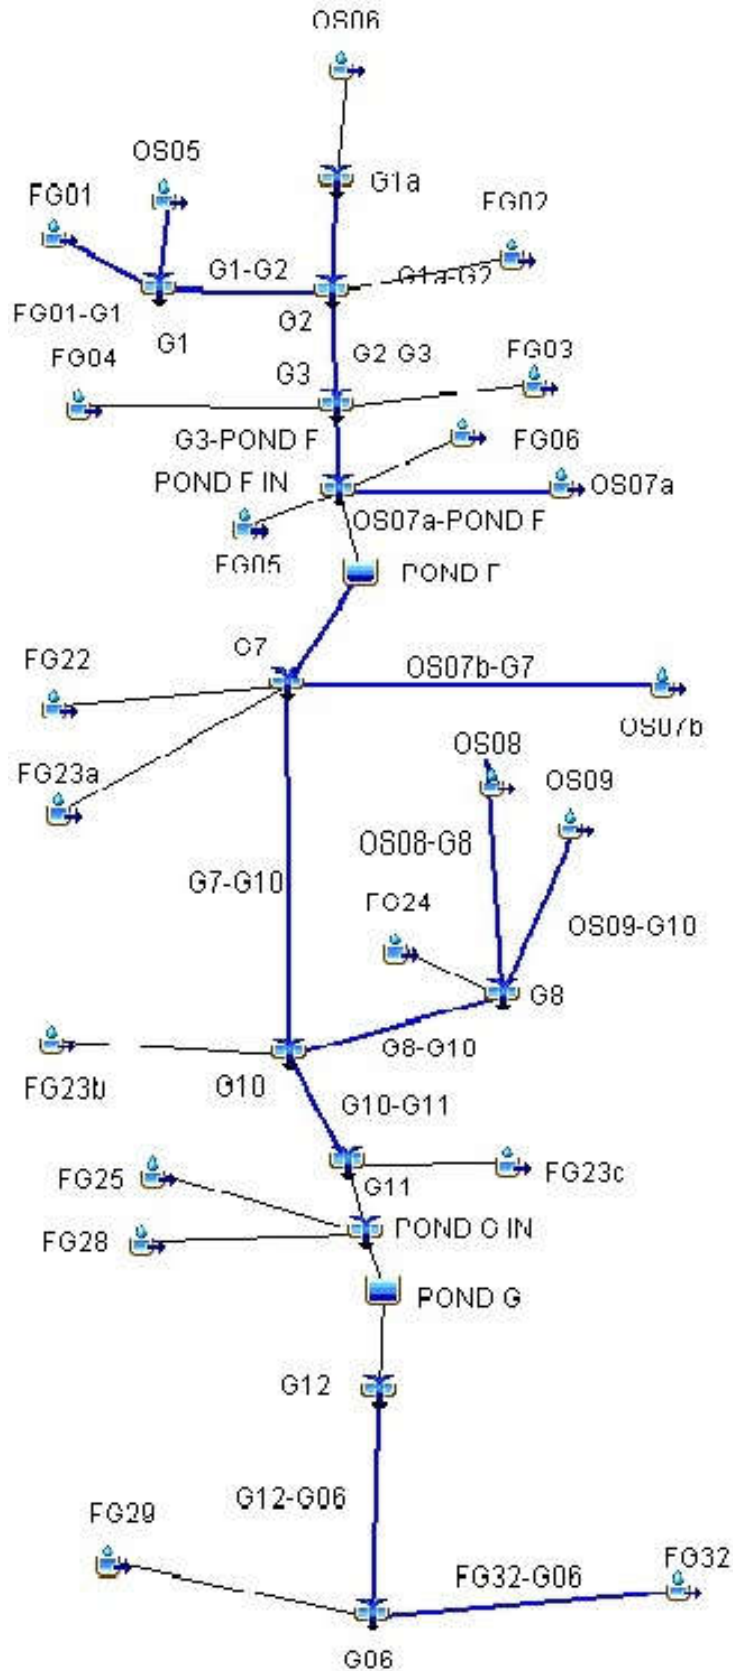 OS06
OS05
G1a
FG01
FG02
G1-G2
G1a-G2
FG01-G1
G1
G2
FG04
G2 G3
FG03
G3
G3-POND F
FG06
POND F IN
OS07a
OS07a-POND F
FG05
POND F
G7
FG22
OS07b-G7
OS07b
OS08
FG23a
OS09
OS08-G8
G7-G10
FG24
OS09-G10
G8
G8-G10
FG23b
G10
G10-G11
FG25
G11
FG23c
POND G IN
FG28
POND G
G12
G12-G06
FG29
FG32-G06
FG32
G06